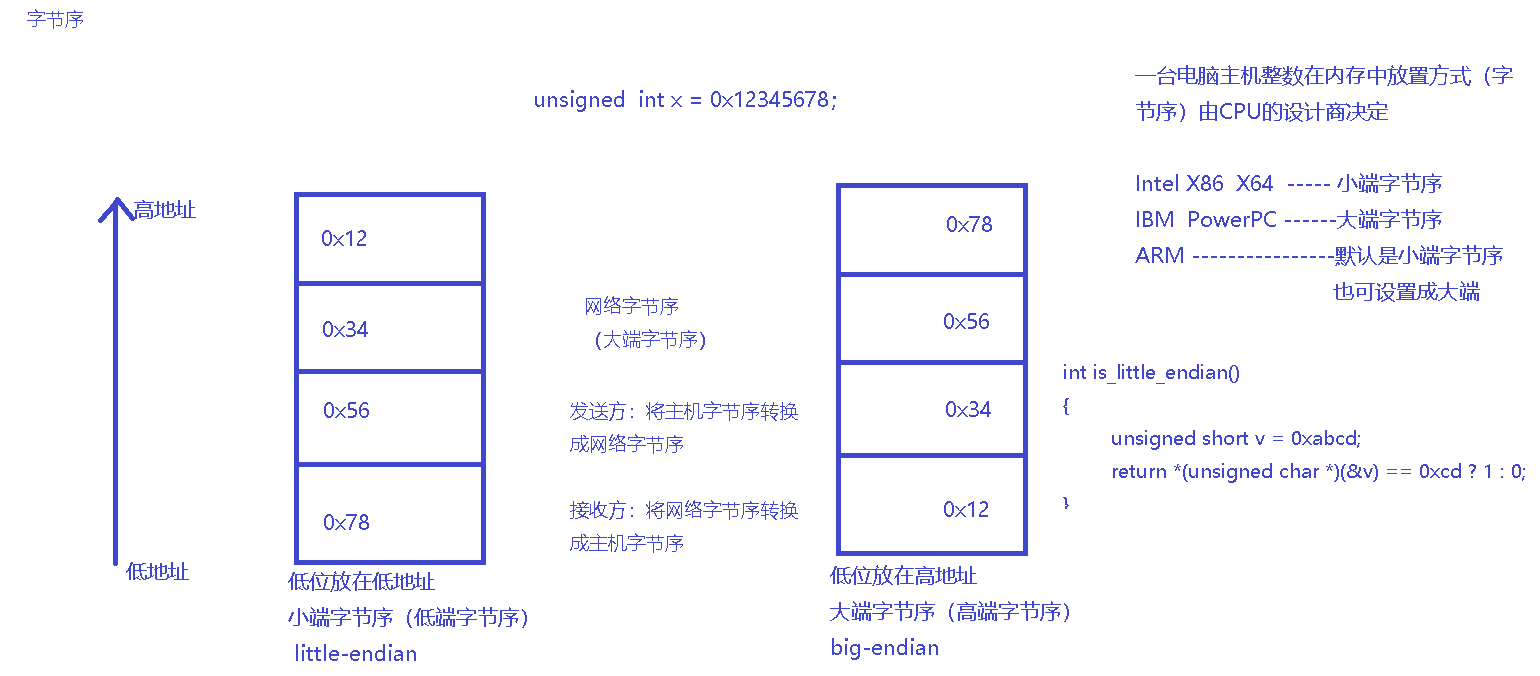 字节序
unsigned  int x = 0x12345678;
一台电脑主机整数在内存中放置方式（字
节序）由CPU的设计商决定
Intel X86  X64  ----- 小端字节序
IBM  PowerPC ------大端字节序
ARM ----------------默认是小端字节序
也可设置成大端
高地址
低地址
0x12
0x34
0x56
0x78
低位放在低地址
小端字节序（低端字节序）
little-endian
网络字节序
（大端字节序）
发送方：将主机字节序转换
成网络字节序
接收方：将网络字节序转换
成主机字节序
0x78
0x56
0x34
0x12
低位放在高地址
大端字节序（高端字节序）
big-endian
int is_little_endian()
{
unsigned short v = 0xabcd;
return *(unsigned char *)(&v) == 0xcd ? 1 : 0;
}